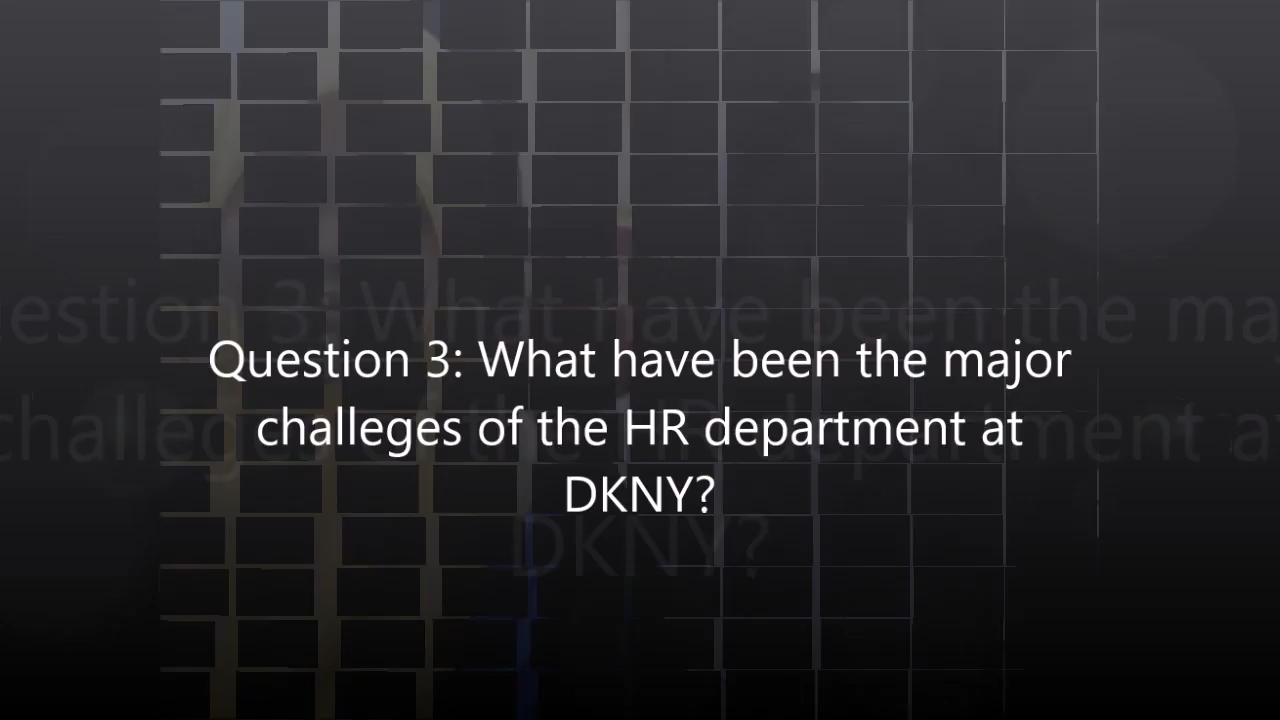 Question 3: What have been the major
challeges of the HR department at
DKNY?